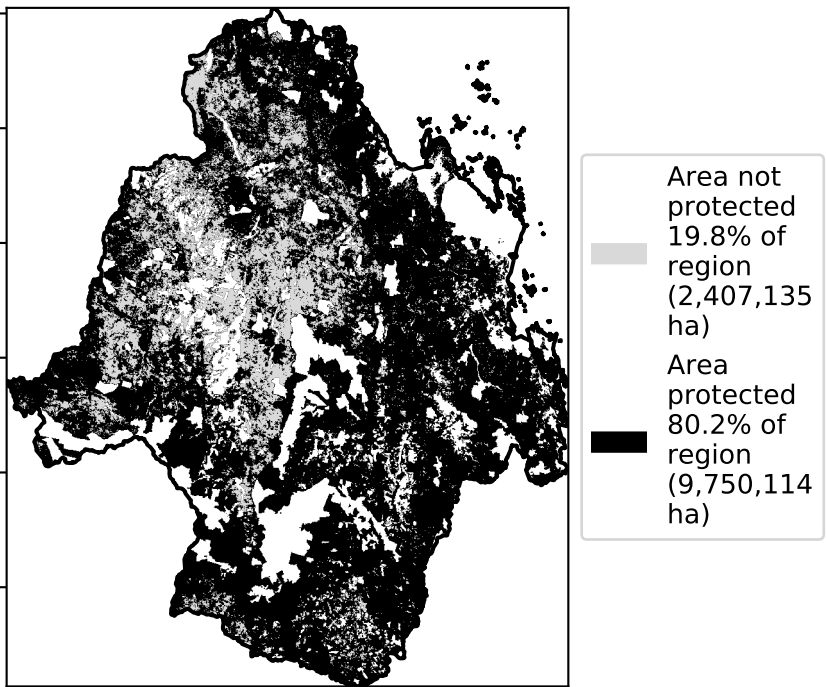 Area not
protected
19.8% of
region
(2,407,135
ha)
Area
protected
80.2% of
region
(9,750,114
ha)